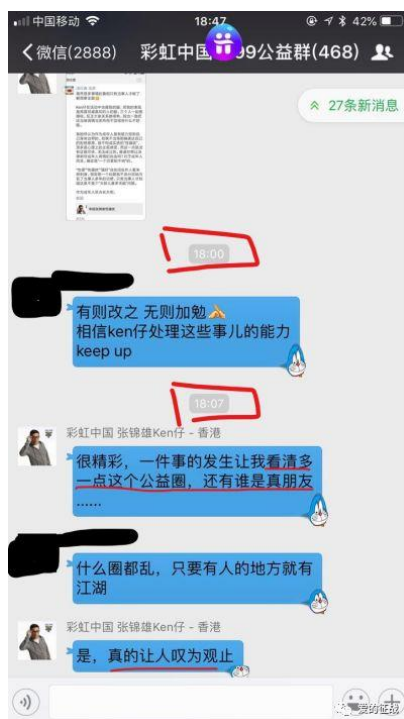 中国移动 18:47 42%
微信(2888) 彩虹中国 99公益群(468)
27条新消息
18:00
有则改之 无则加勉🙏
相信ken仔处理这些事儿的能力
keep up
18:07
彩虹中国 张锦雄Ken仔 - 香港
很精彩，一件事的发生让我看清多
一点这个公益圈，还有谁是真朋友
......
什么圈都乱，只要有人的地方就有
江湖
彩虹中国 张锦雄Ken仔 - 香港
是，真的让人叹为观止
爱的征战